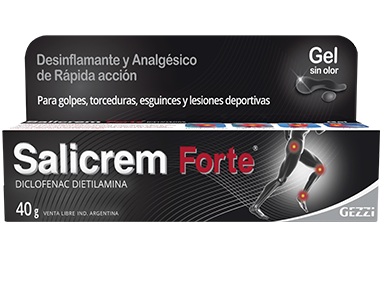 Desinflamante y Analgésico
de Rápida acción
Gel
sin olor
Para golpes, torceduras, esguinces y lesiones deportivas
Salicrem Forte®
DICLOFENAC DIETILAMINA
40 g VENTA LIBRE IND. ARGENTINA
GEZZI